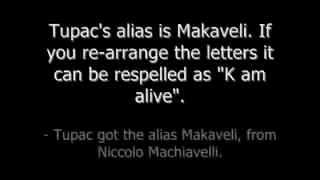 Tupac's alias is Makaveli. If
you re-arrange the letters it
can be respelled as "K am
alive".
- Tupac got the alias Makaveli, from
Niccolo Machiavelli.